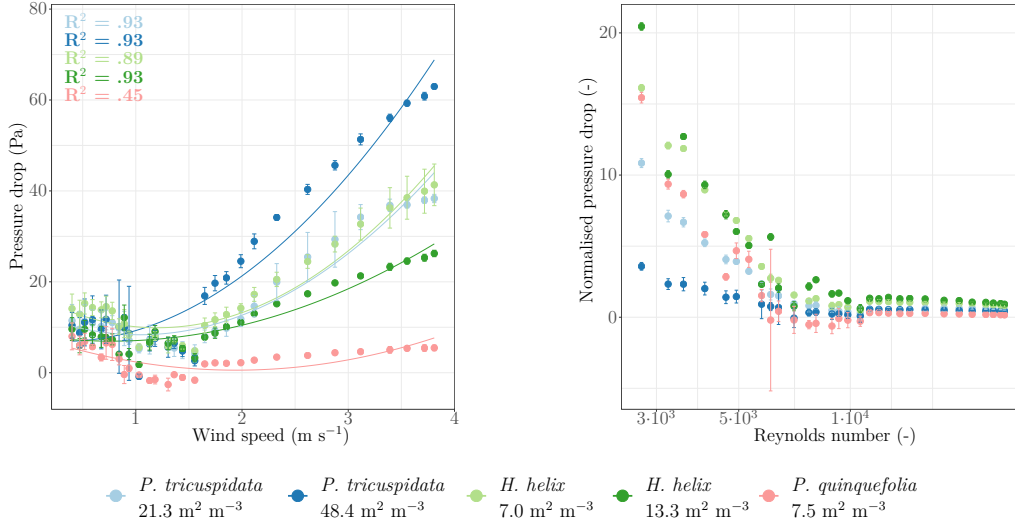 80
60
40
20
0
Pressure drop (Pa)
R² = .93
R² = .93
R² = .89
R² = .93
R² = .45
1
2
3
4
Wind speed (m s⁻¹)
20
10
0
Normalised pressure drop (-)
3·10³
5·10³
1·10⁴
Reynolds number (-)
P. tricuspidata
21.3 m² m⁻³
P. tricuspidata
48.4 m² m⁻³
H. helix
7.0 m² m⁻³
H. helix
13.3 m² m⁻³
P. quinquefolia
7.5 m² m⁻³